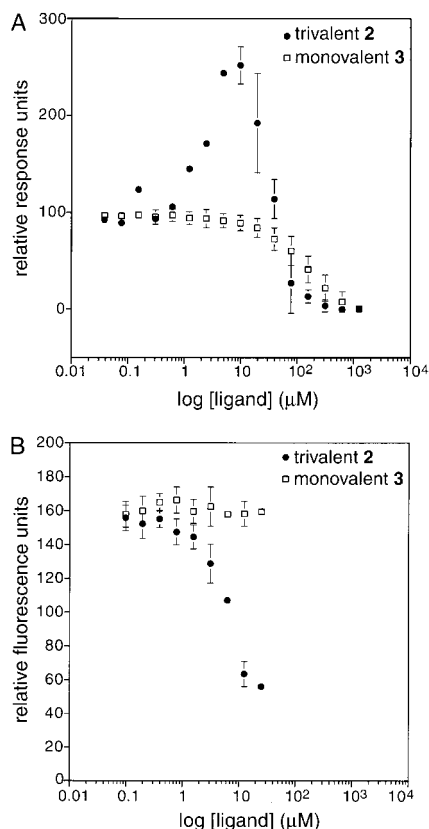 A
300
200
100
0
relative response units
trivalent 2
monovalent 3
0.01 0.1 1 10 10² 10³ 10⁴
log [ligand] (μM)
B
200
180
160
140
120
100
80
60
40
20
0
relative fluorescence units
trivalent 2
monovalent 3
0.01 0.1 1 10 10² 10³ 10⁴
log [ligand] (μM)